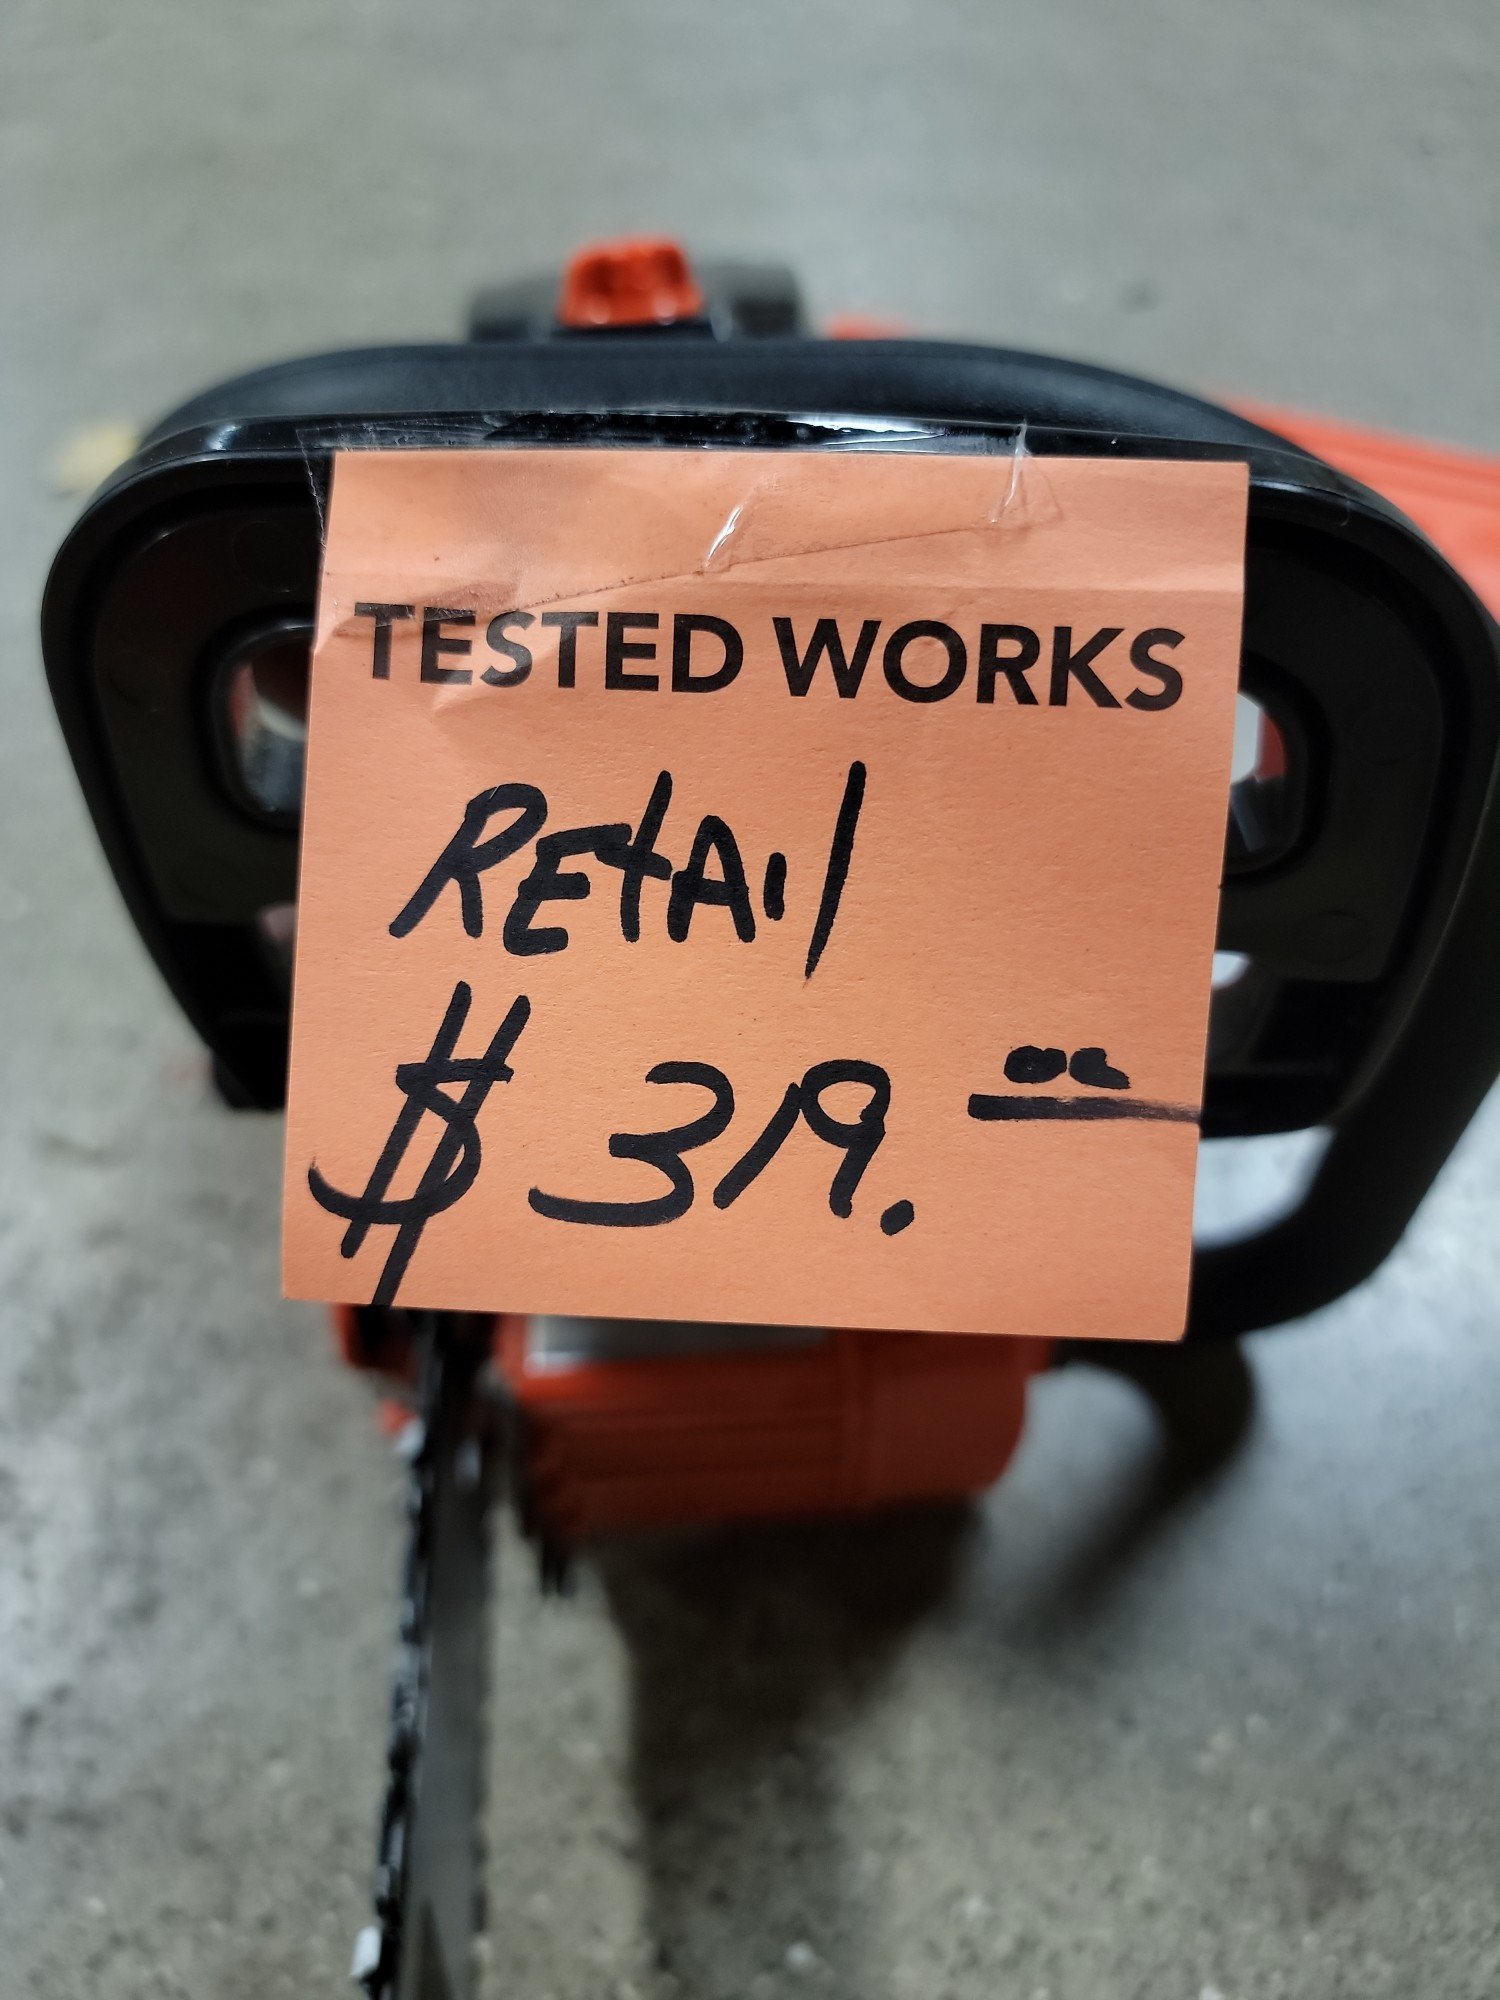 TESTED WORKS
RETAIL
$ 319.00